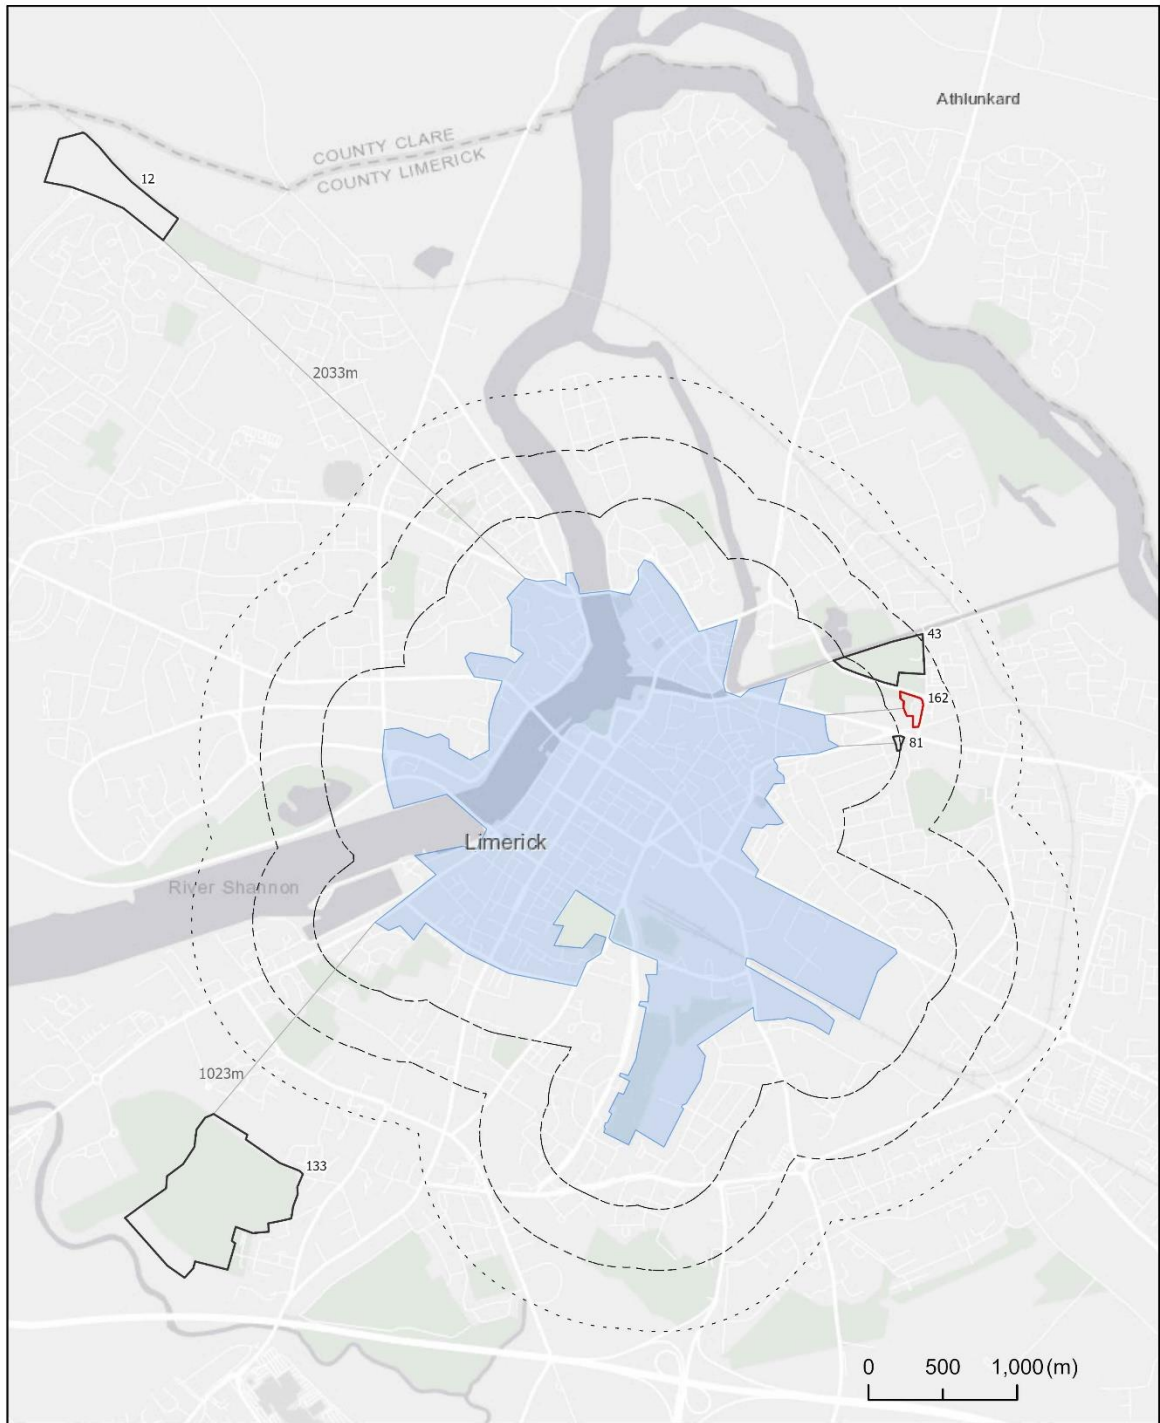 Athlunkard
COUNTY CLARE
COUNTY LIMERICK
12
2033m
43
162
81
Limerick
River Shannon
1023m
133
0 500 1,000 (m)